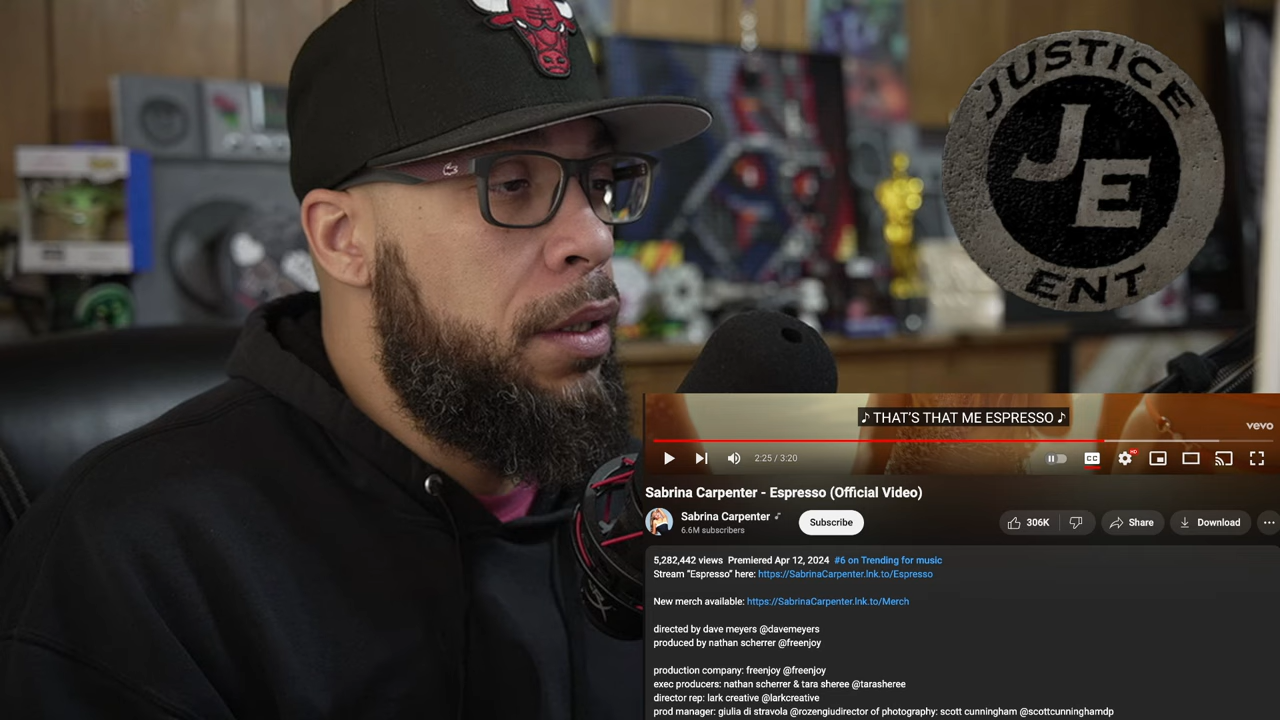 JUSTICE
JE
ENT
♪ THAT'S THAT ME ESPRESSO ♪
vevo
2:25 / 3:20
CC
HD
Sabrina Carpenter - Espresso (Official Video)
Sabrina Carpenter
6.6M subscribers
Subscribe
306K
Share
Download
5,282,442 views Premiered Apr 12, 2024 #6 on Trending for music
Stream "Espresso" here: https://SabrinaCarpenter.lnk.to/Espresso
New merch available: https://SabrinaCarpenter.lnk.to/Merch
directed by dave meyers @davemeyers
produced by nathan scherrer @freenjoy
production company: freenjoy @freenjoy
exec producers: nathan scherrer & tara sheree @tarasheree
director rep: lark creative @larkcreative
prod manager: giulia di stravola @rozengiudirector of photography: scott cunningham @scottcunninghamdp